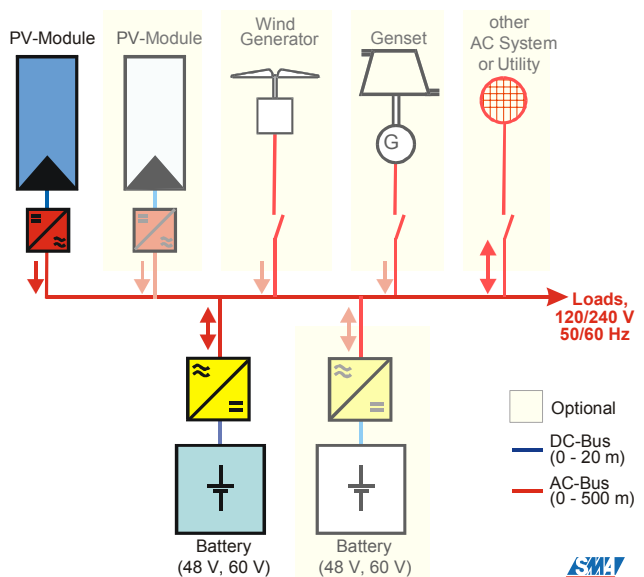 PV-Module
PV-Module
Wind
Generator
Genset
other
AC System
or Utility
G
Loads,
120/240 V
50/60 Hz
Optional
DC-Bus
(0 - 20 m)
AC-Bus
(0 - 500 m)
Battery
(48 V, 60 V)
Battery
(48 V, 60 V)
SMA